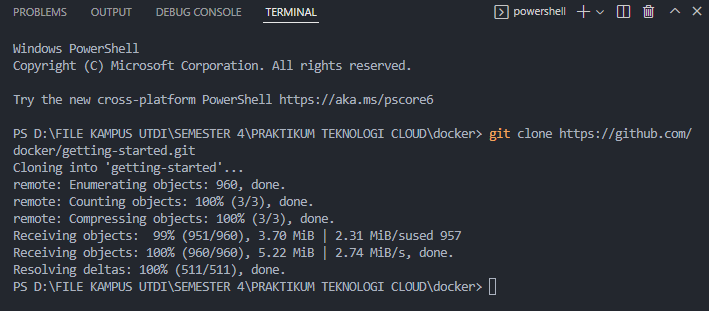 PROBLEMS OUTPUT DEBUG CONSOLE TERMINAL powershell
Windows PowerShell
Copyright (C) Microsoft Corporation. All rights reserved.
Try the new cross-platform PowerShell https://aka.ms/pscore6
PS D:\FILE KAMPUS UTDI\SEMESTER 4\PRAKTIKUM TEKNOLOGI CLOUD\docker> git clone https://github.com/
docker/getting-started.git
Cloning into 'getting-started'...
remote: Enumerating objects: 960, done.
remote: Counting objects: 100% (3/3), done.
remote: Compressing objects: 100% (3/3), done.
Receiving objects:  99% (951/960), 3.70 MiB | 2.31 MiB/sused 957
Receiving objects: 100% (960/960), 5.22 MiB | 2.74 MiB/s, done.
Resolving deltas: 100% (511/511), done.
PS D:\FILE KAMPUS UTDI\SEMESTER 4\PRAKTIKUM TEKNOLOGI CLOUD\docker>